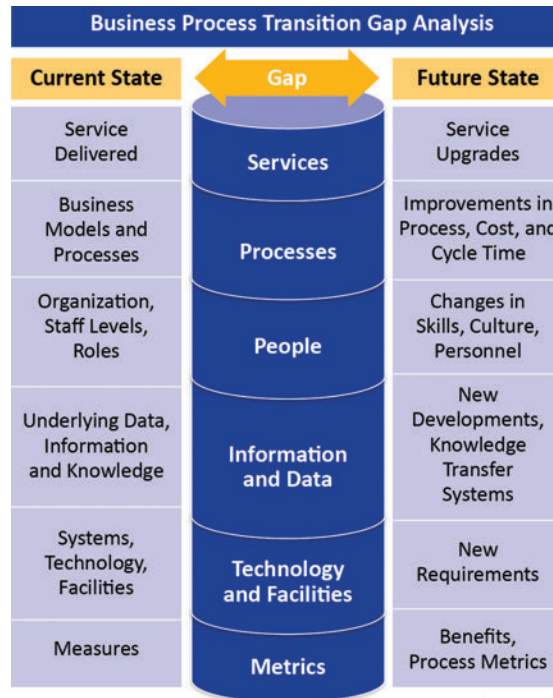 Business Process Transition Gap Analysis
Current State
Gap
Future State
Service
Delivered
Services
Service
Upgrades
Business
Models and
Processes
Processes
Improvements in
Process, Cost, and
Cycle Time
Organization,
Staff Levels,
Roles
People
Changes in
Skills, Culture,
Personnel
Underlying Data,
Information
and Knowledge
Information
and Data
New
Developments,
Knowledge
Transfer
Systems
Systems,
Technology,
Facilities
Technology
and Facilities
New
Requirements
Measures
Metrics
Benefits,
Process Metrics